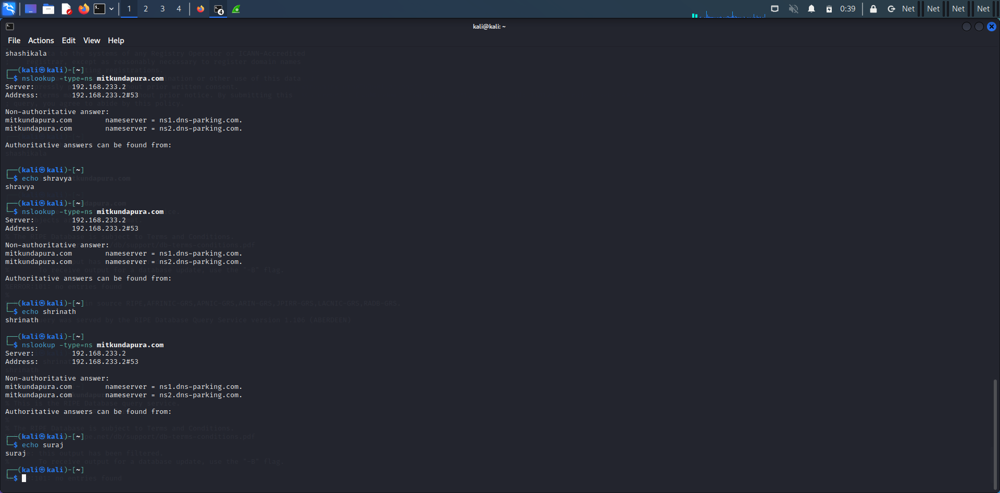 1 2 3 4 4 0:39 Net Net Net Net
kali@kali: ~
File Actions Edit View Help
shashikala
(kali㉿kali)-[~]
$ nslookup -type=ns mitkundapura.com
Server: 192.168.233.2
Address: 192.168.233.2#53
Non-authoritative answer:
mitkundapura.com nameserver = ns1.dns-parking.com.
mitkundapura.com nameserver = ns2.dns-parking.com.
Authoritative answers can be found from:
(kali㉿kali)-[~]
$ echo shravya
shravya
(kali㉿kali)-[~]
$ nslookup -type=ns mitkundapura.com
Server: 192.168.233.2
Address: 192.168.233.2#53
Non-authoritative answer:
mitkundapura.com nameserver = ns1.dns-parking.com.
mitkundapura.com nameserver = ns2.dns-parking.com.
Authoritative answers can be found from:
(kali㉿kali)-[~]
$ echo shrinath
shrinath
(kali㉿kali)-[~]
$ nslookup -type=ns mitkundapura.com
Server: 192.168.233.2
Address: 192.168.233.2#53
Non-authoritative answer:
mitkundapura.com nameserver = ns1.dns-parking.com.
mitkundapura.com nameserver = ns2.dns-parking.com.
Authoritative answers can be found from:
(kali㉿kali)-[~]
$ echo suraj
suraj
(kali㉿kali)-[~]
$